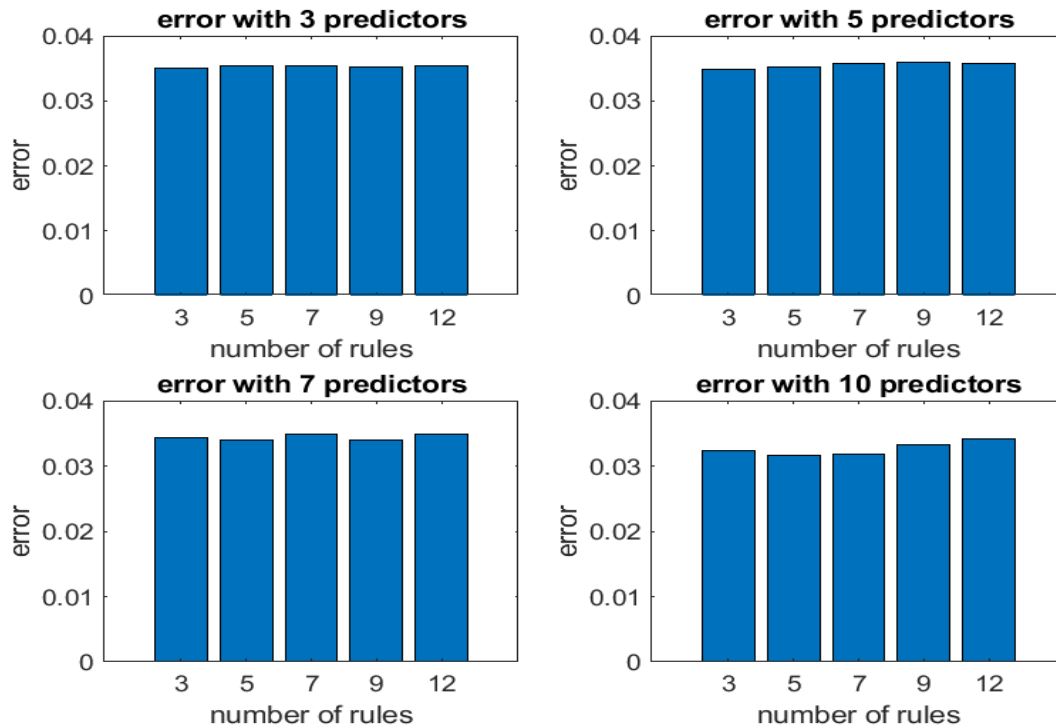 error with 3 predictors
0.04
0.03
0.02
0.01
0
error
3 5 7 9 12
number of rules
error with 5 predictors
0.04
0.03
0.02
0.01
0
error
3 5 7 9 12
number of rules
error with 7 predictors
0.04
0.03
0.02
0.01
0
error
3 5 7 9 12
number of rules
error with 10 predictors
0.04
0.03
0.02
0.01
0
error
3 5 7 9 12
number of rules